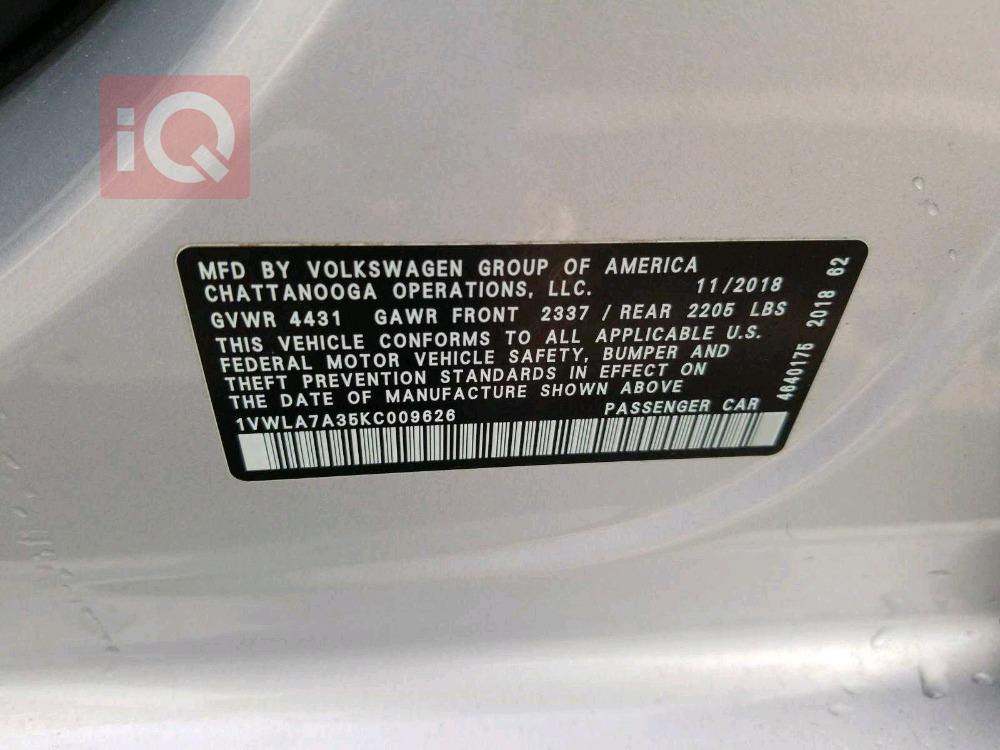 iQ
MFD BY VOLKSWAGEN GROUP OF AMERICA
CHATTANOOGA OPERATIONS, LLC. 11/2018
GVWR 4431 GAWR FRONT 2337 / REAR 2205 LBS
THIS VEHICLE CONFORMS TO ALL APPLICABLE U.S.
FEDERAL MOTOR VEHICLE SAFETY, BUMPER AND
THEFT PREVENTION STANDARDS IN EFFECT ON
THE DATE OF MANUFACTURE SHOWN ABOVE
1VWLA7A35KC009626 PASSENGER CAR
4640175 2018 62